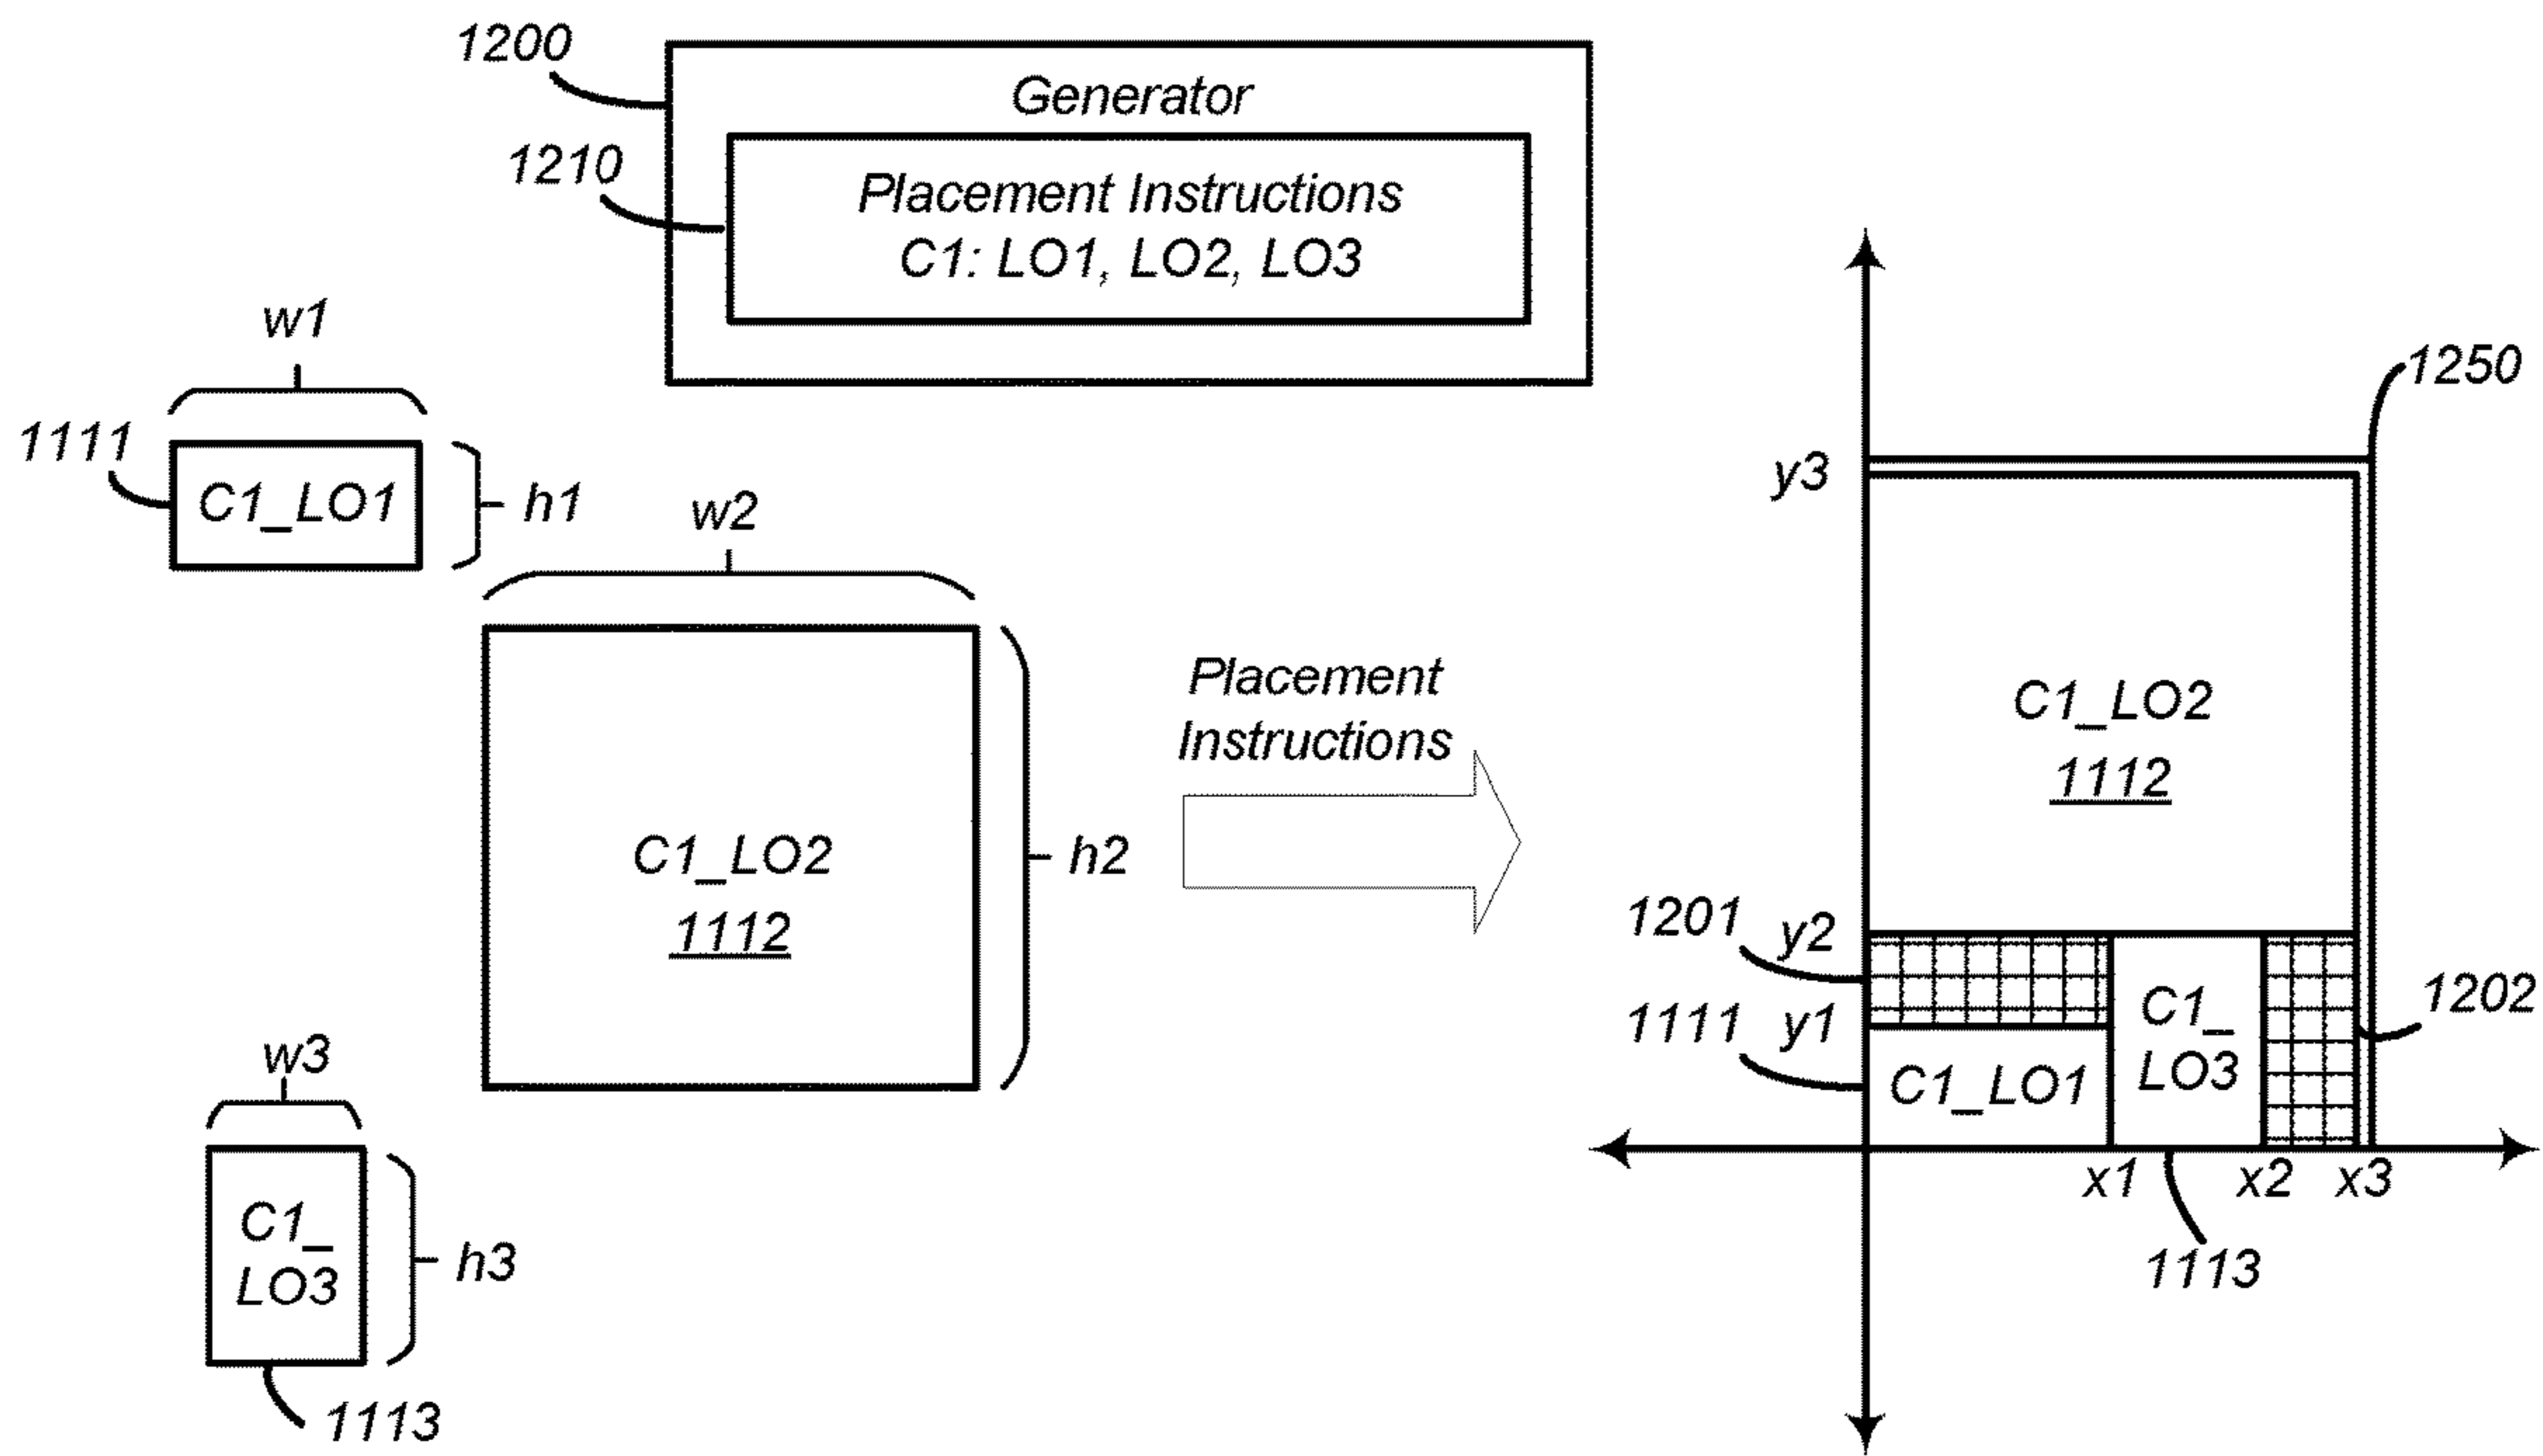 1200
Generator
1210
Placement Instructions
C1: LO1, LO2, LO3
w1
1111
C1_LO1
h1
w2
C1_LO2
1112
h2
w3
C1_
LO3
h3
1113
Placement
Instructions
1250
y3
C1_LO2
1112
1201
y2
1111
y1
C1_LO1
C1_
LO3
1202
x1
x2
x3
1113